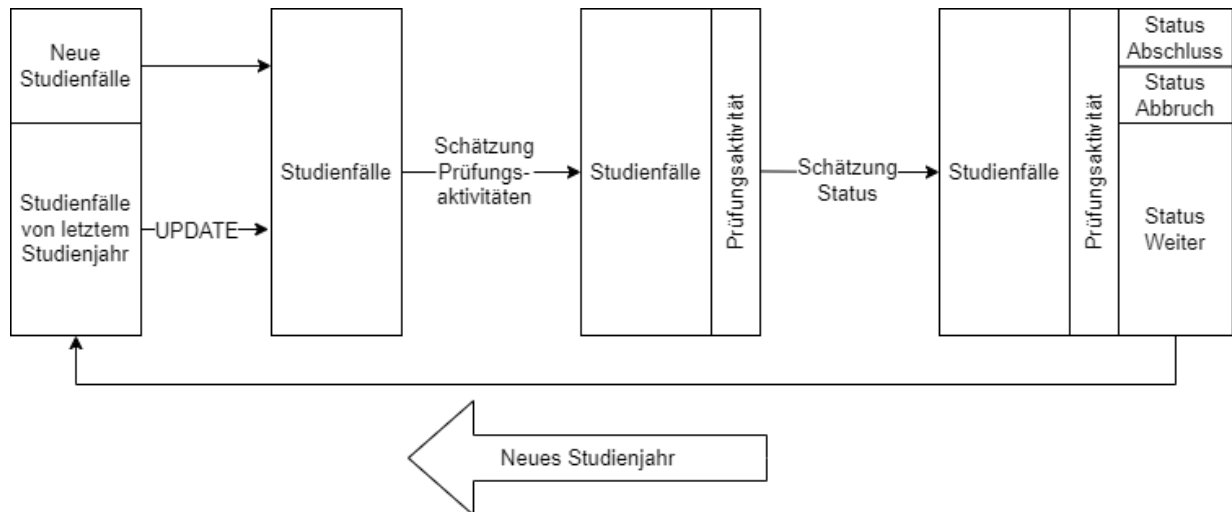 Neue
Studienfälle
Studienfälle
von letztem
Studienjahr
UPDATE
Studienfälle
Schätzung
Prüfungs-
aktivitäten
Studienfälle
Prüfungsaktivität
Schätzung
Status
Studienfälle
Prüfungsaktivität
Status
Abschluss
Status
Abbruch
Status
Weiter
Neues Studienjahr